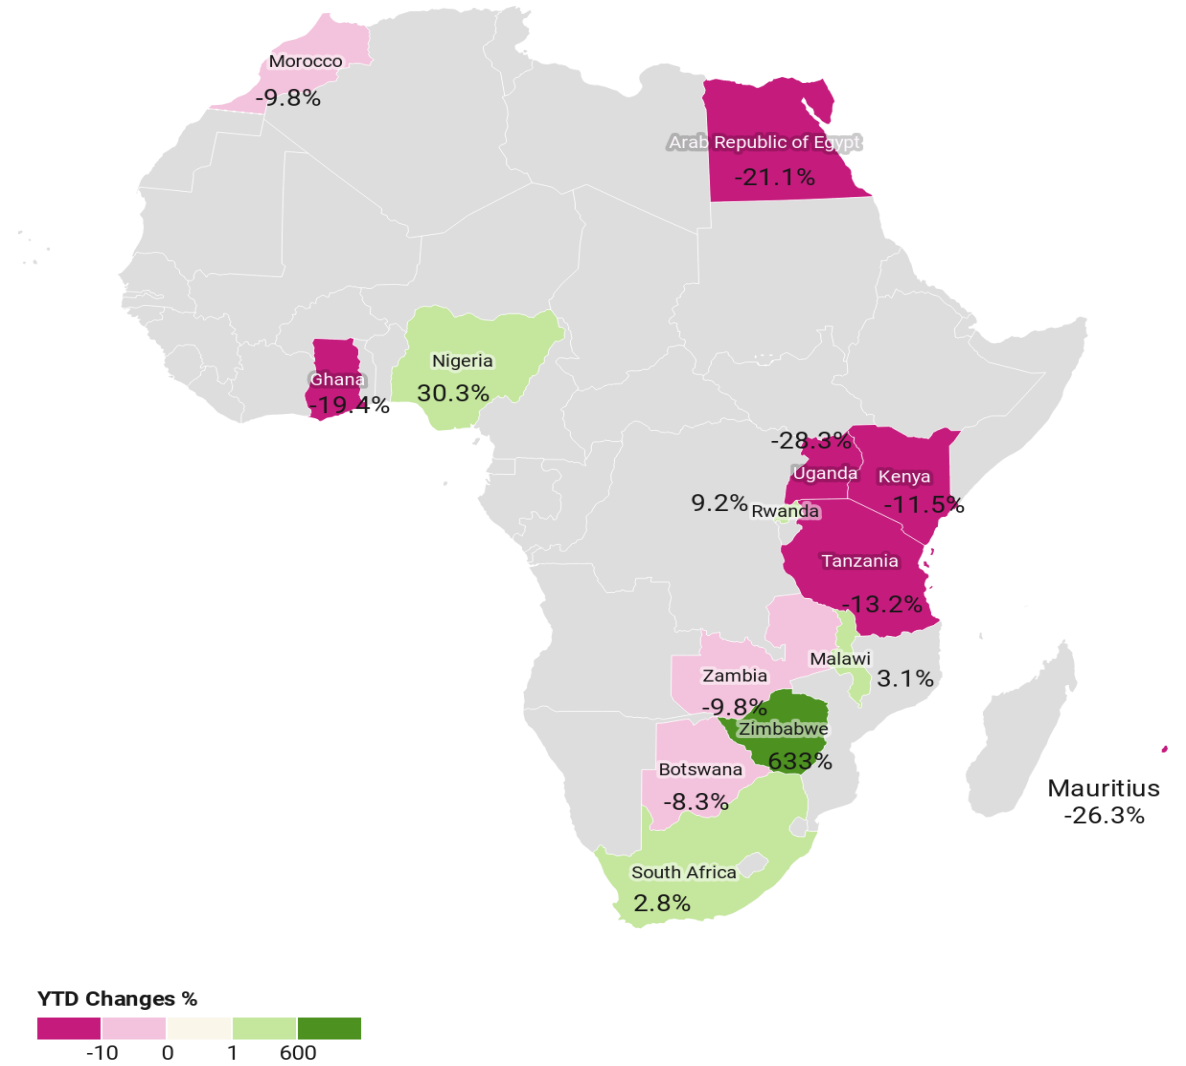 Morocco
-9.8%
Arab Republic of Egypt
-21.1%
Nigeria
30.3%
Ghana
-19.4%
-28.3%
Uganda
Kenya
-11.5%
9.2%
Rwanda
Tanzania
-13.2%
Malawi
3.1%
Zambia
-9.8%
Zimbabwe
633%
Botswana
-8.3%
Mauritius
-26.3%
South Africa
2.8%
YTD Changes %
-10 0 1 600